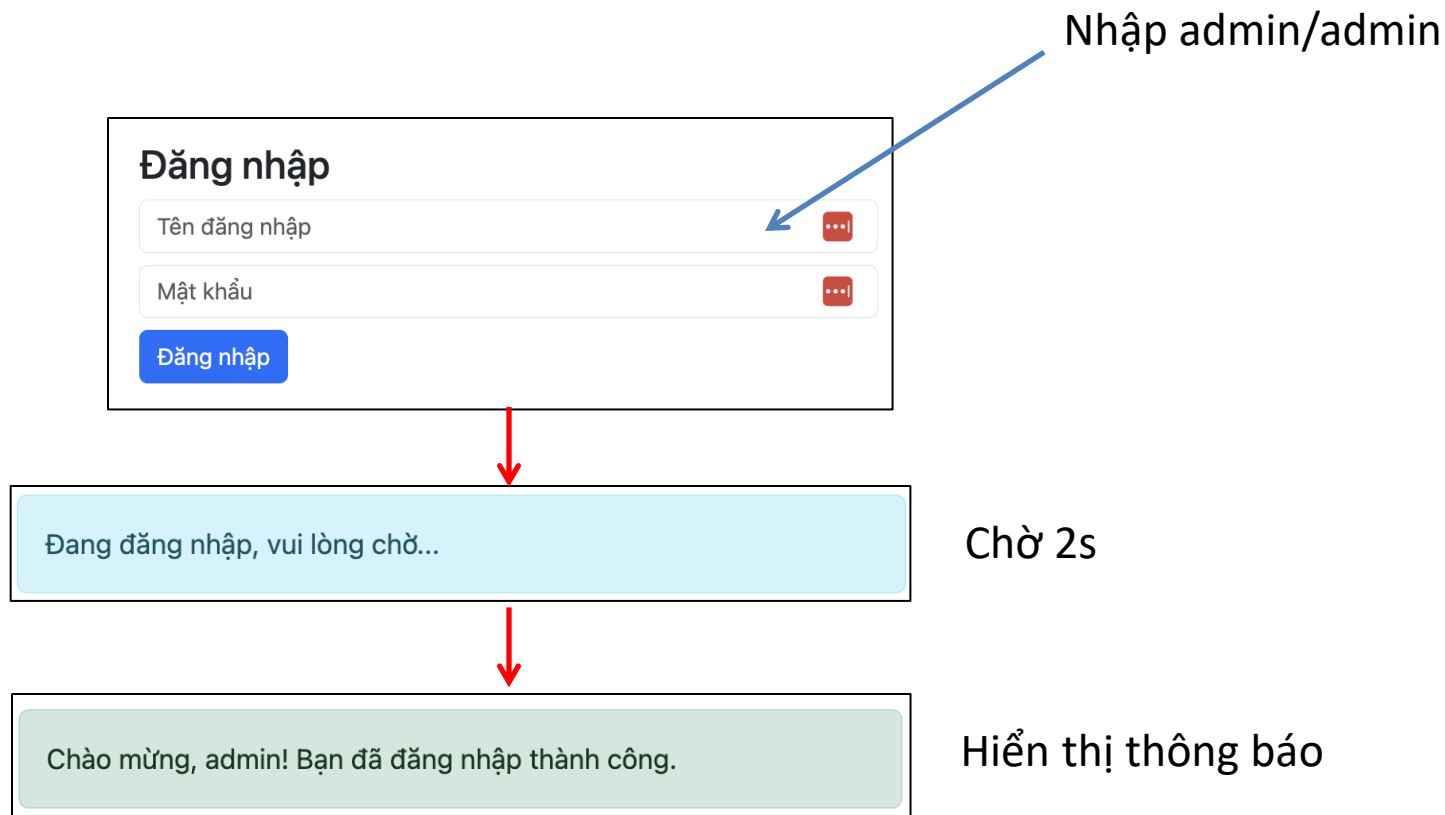 Nhập admin/admin
Đăng nhập
Tên đăng nhập
Mật khẩu
Đăng nhập
Đang đăng nhập, vui lòng chờ...
Chờ 2s
Chào mừng, admin! Bạn đã đăng nhập thành công.
Hiển thị thông báo